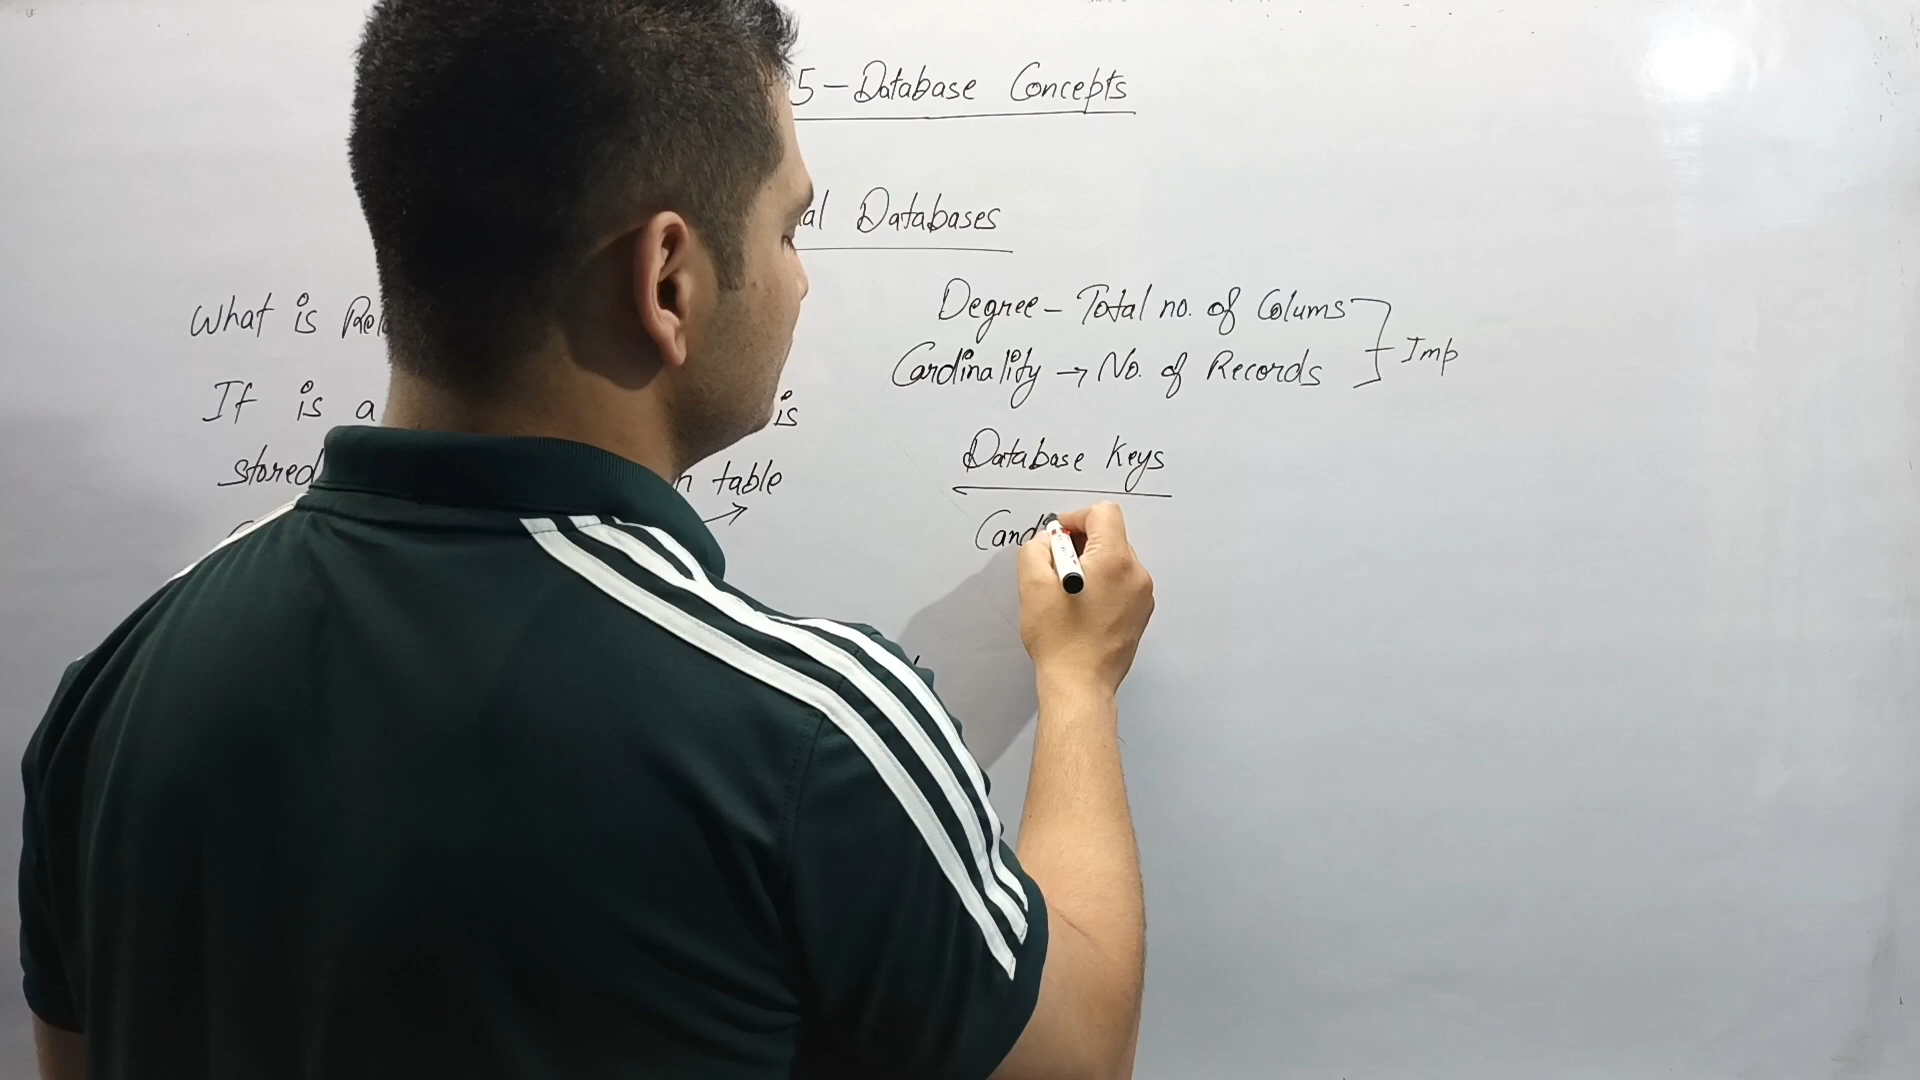 5-Database Concepts
al Databases
What is Rel
If is a is
stored n table
Degree - Total no. of Colums
Cardinality → No. of Records
Imp
Database Keys
Cand